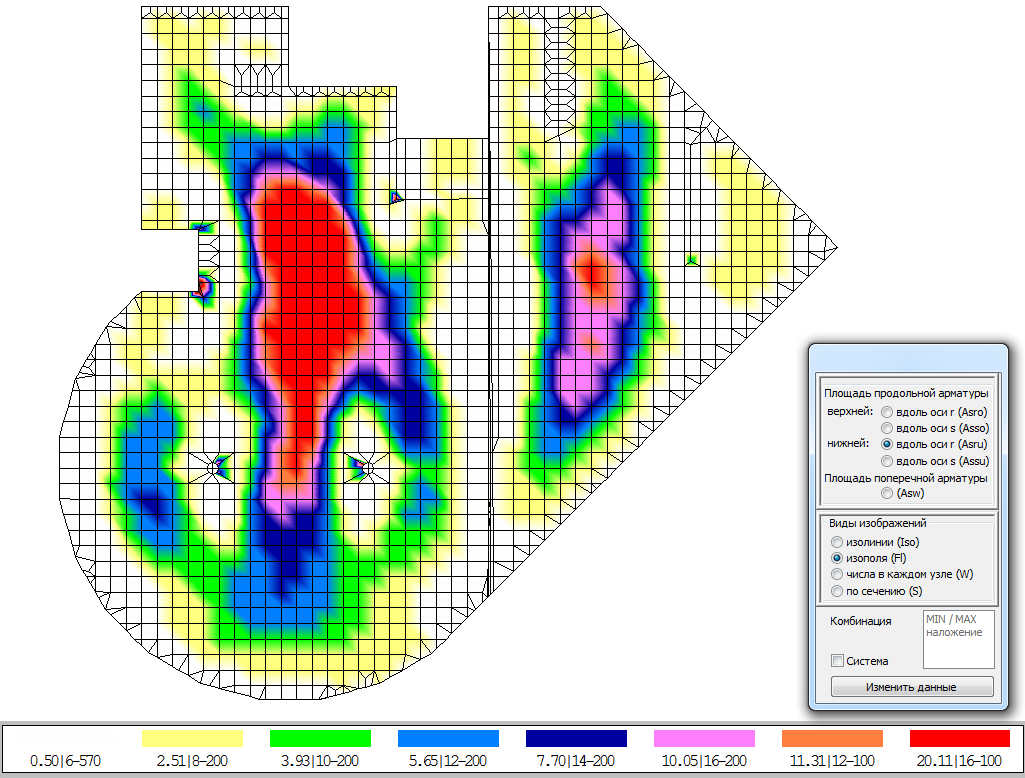 Площадь продольной арматуры
верхней: вдоль оси r (Asro)
вдоль оси s (Asso)
нижней: вдоль оси r (Asru)
вдоль оси s (Assu)
Площадь поперечной арматуры
(Asw)
Виды изображений
изолинии (Iso)
изополя (Fl)
числа в каждом узле (W)
по сечению (S)
Комбинация
MIN / MAX
наложение
Система
Изменить данные
0.50|6-570 2.51|8-200 3.93|10-200 5.65|12-200 7.70|14-200 10.05|16-200 11.31|12-100 20.11|16-100